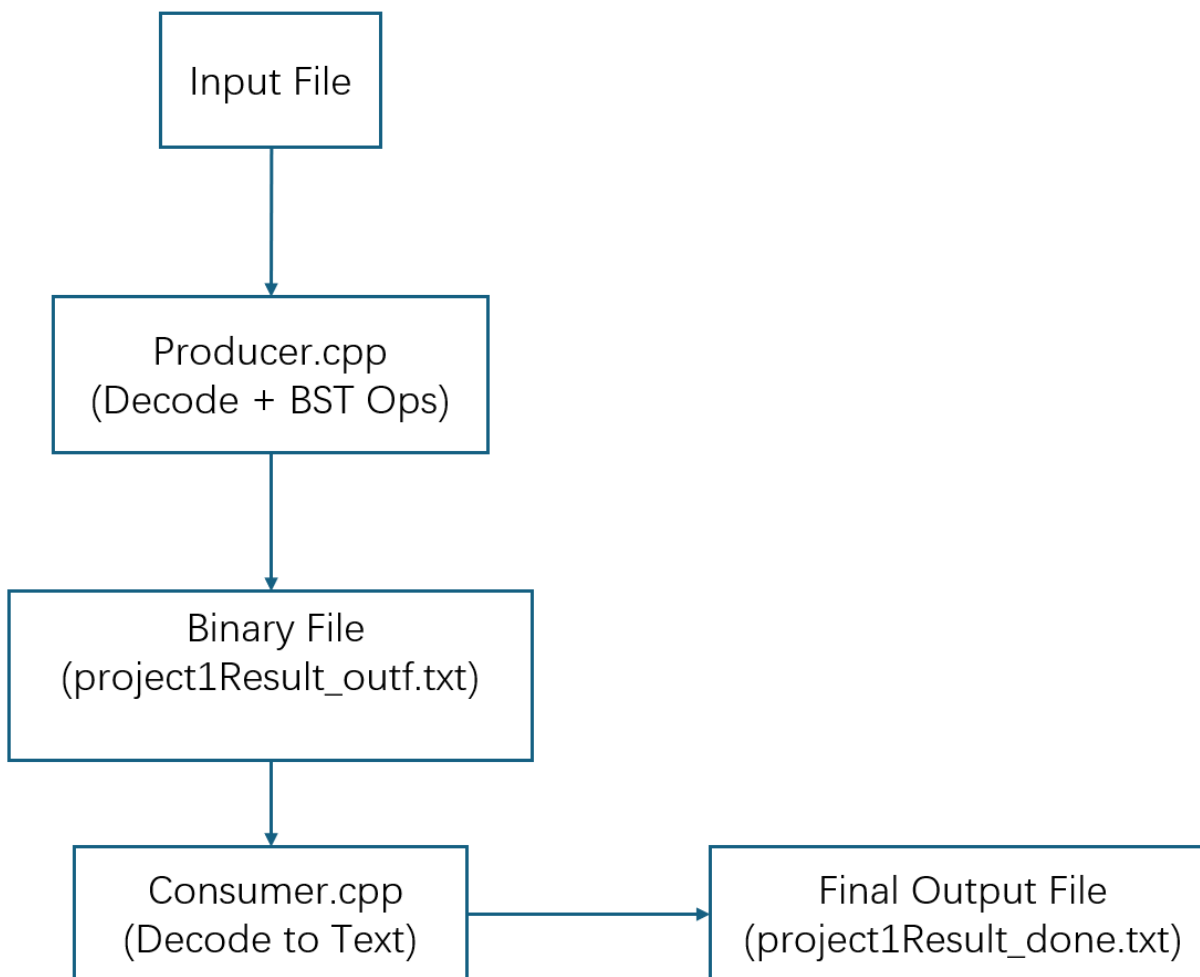 Input File
Producer.cpp
(Decode + BST Ops)
Binary File
(project1Result_outf.txt)
Consumer.cpp
(Decode to Text)
Final Output File
(project1Result_done.txt)